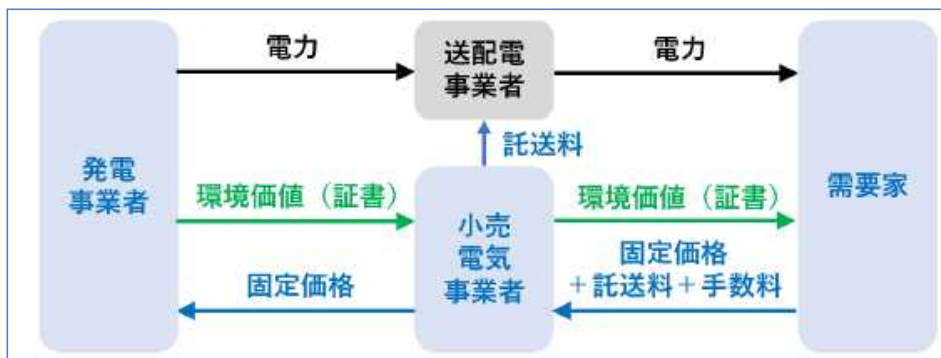 電力
送配電
事業者
電力
託送料
発電
事業者
環境価値（証書）
小売
電気
事業者
環境価値（証書）
需要家
固定価格
固定価格
＋託送料＋手数料